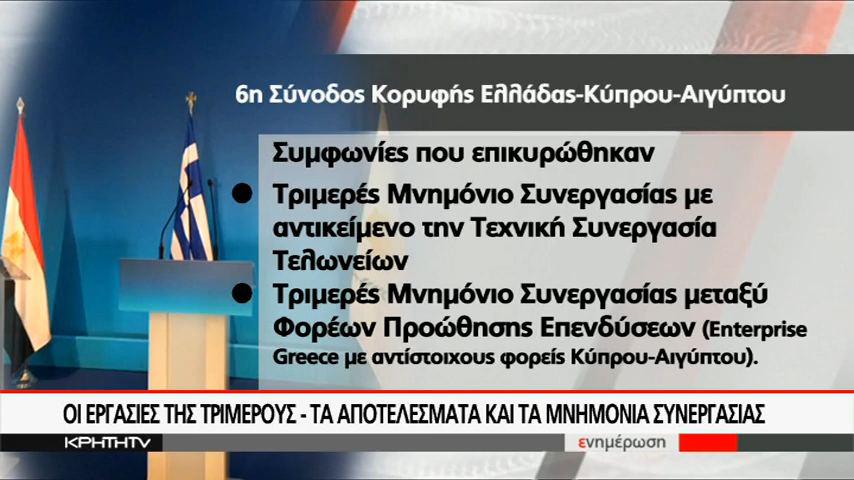 6η Σύνοδος Κορυφής Ελλάδας-Κύπρου-Αιγύπτου
Συμφωνίες που επικυρώθηκαν
● Τριμερές Μνημόνιο Συνεργασίας με
αντικείμενο την Τεχνική Συνεργασία
Τελωνείων
● Τριμερές Μνημόνιο Συνεργασίας μεταξύ
Φορέων Προώθησης Επενδύσεων (Enterprise
Greece με αντίστοιχους φορείς Κύπρου-Αιγύπτου).
ΟΙ ΕΡΓΑΣΙΕΣ ΤΗΣ ΤΡΙΜΕΡΟΥΣ - ΤΑ ΑΠΟΤΕΛΕΣΜΑΤΑ ΚΑΙ ΤΑ ΜΝΗΜΟΝΙΑ ΣΥΝΕΡΓΑΣΙΑΣ
ΚΡΗΤΗTV
ενημέρωση